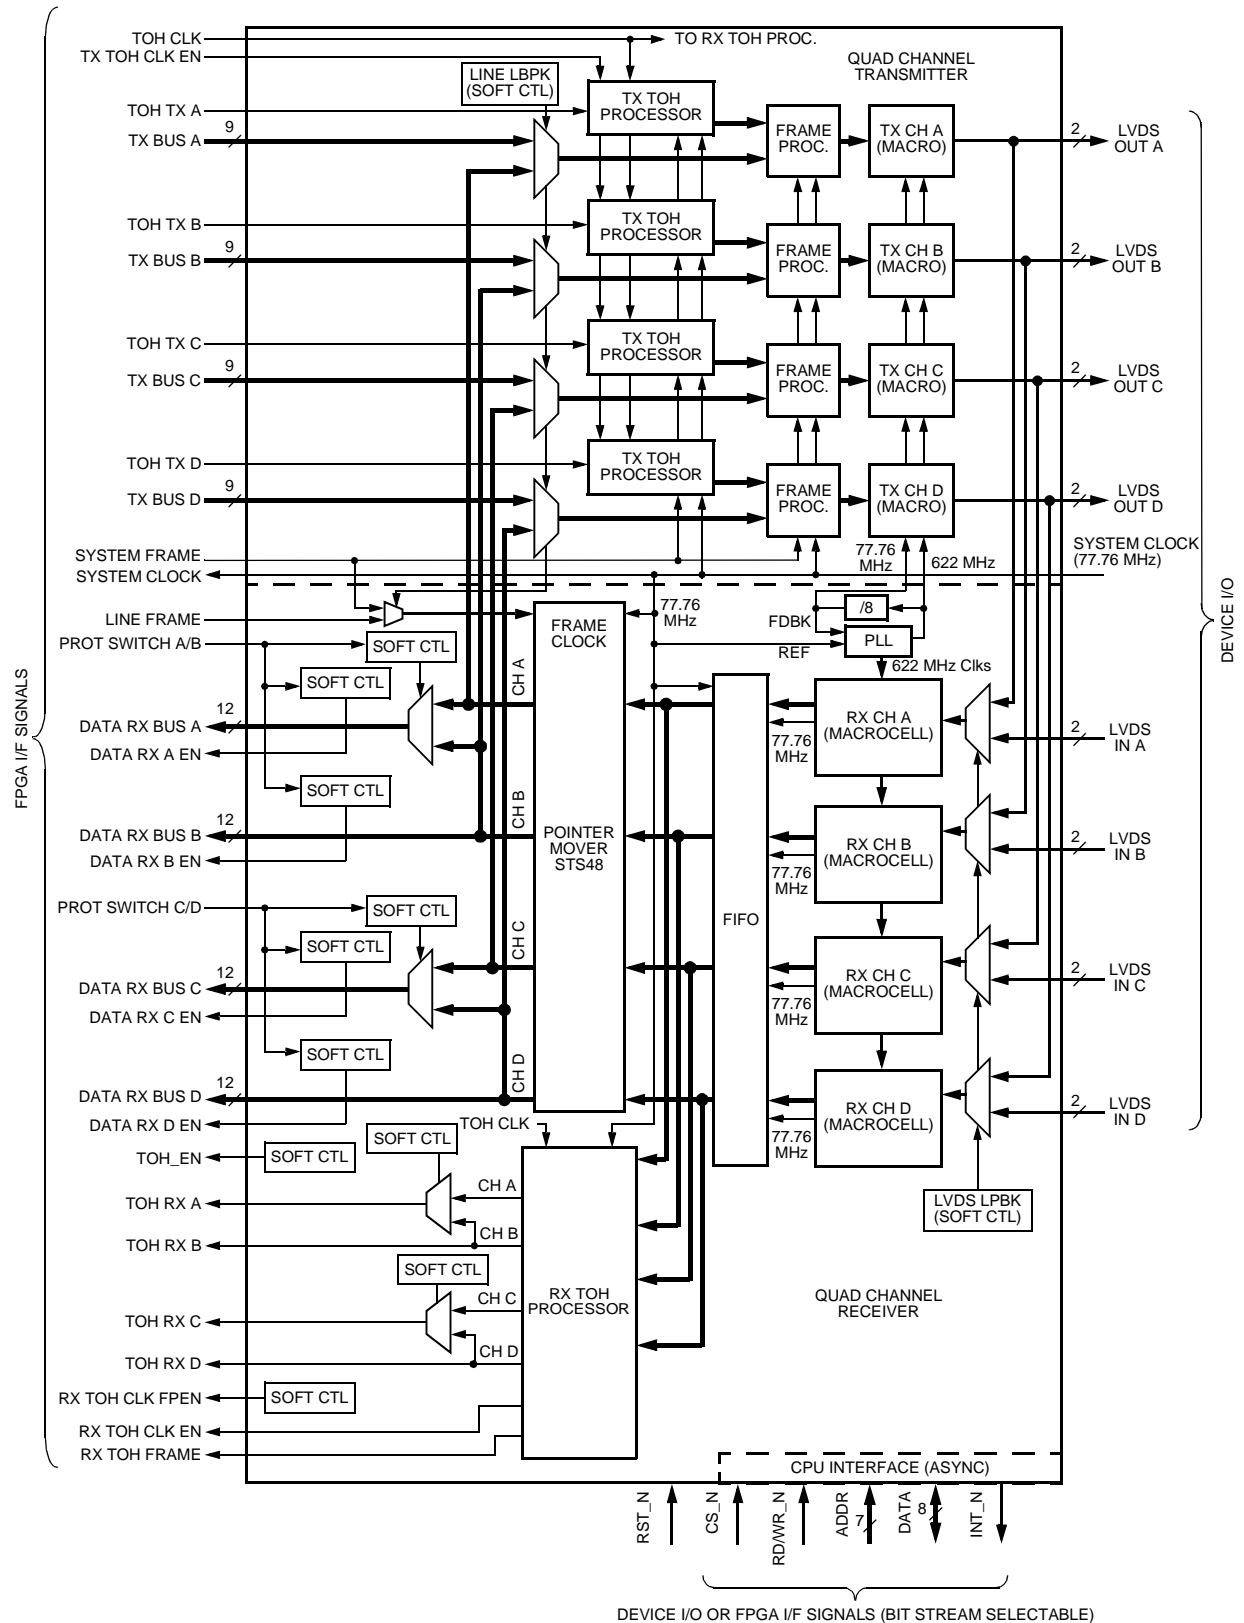 TOH CLK
TO RX TOH PROC.
TX TOH CLK EN
QUAD CHANNEL
TRANSMITTER
LINE LBPK
(SOFT CTL)
TX TOH
PROCESSOR
TOH TX A
FRAME
PROC.
TX CH A
(MACRO)
TX BUS A
9
2
LVDS
OUT A
TX TOH
PROCESSOR
TOH TX B
FRAME
PROC.
TX CH B
(MACRO)
TX BUS B
9
2
LVDS
OUT B
TX TOH
PROCESSOR
TOH TX C
FRAME
PROC.
TX CH C
(MACRO)
TX BUS C
9
2
LVDS
OUT C
TX TOH
PROCESSOR
TOH TX D
FRAME
PROC.
TX CH D
(MACRO)
TX BUS D
9
2
LVDS
OUT D
SYSTEM FRAME
SYSTEM CLOCK
77.76
MHz
622 MHz
SYSTEM CLOCK
(77.76 MHz)
DEVICE I/O
FPGA I/F SIGNALS
LINE FRAME
FRAME
CLOCK
77.76
MHz
/8
FDBK
PLL
REF
622 MHz Clks
PROT SWITCH A/B
SOFT CTL
SOFT CTL
CH A
DATA RX BUS A
12
DATA RX A EN
RX CH A
(MACROCELL)
77.76
MHz
2
LVDS
IN A
SOFT CTL
CH B
DATA RX BUS B
12
DATA RX B EN
POINTER
MOVER
STS48
RX CH B
(MACROCELL)
77.76
MHz
2
LVDS
IN B
PROT SWITCH C/D
SOFT CTL
SOFT CTL
FIFO
CH C
DATA RX BUS C
12
DATA RX C EN
RX CH C
(MACROCELL)
77.76
MHz
2
LVDS
IN C
SOFT CTL
CH D
DATA RX BUS D
12
DATA RX D EN
RX CH D
(MACROCELL)
77.76
MHz
2
LVDS
IN D
TOH CLK
SOFT CTL
TOH_EN
SOFT CTL
CH A
TOH RX A
CH B
TOH RX B
LVDS LPBK
(SOFT CTL)
SOFT CTL
RX TOH
PROCESSOR
QUAD CHANNEL
RECEIVER
CH C
TOH RX C
CH D
TOH RX D
RX TOH CLK FPEN
SOFT CTL
RX TOH CLK EN
RX TOH FRAME
CPU INTERFACE (ASYNC)
RST_N
CS_N
RD/WR_N
ADDR
7
DATA
8
INT_N
DEVICE I/O OR FPGA I/F SIGNALS (BIT STREAM SELECTABLE)